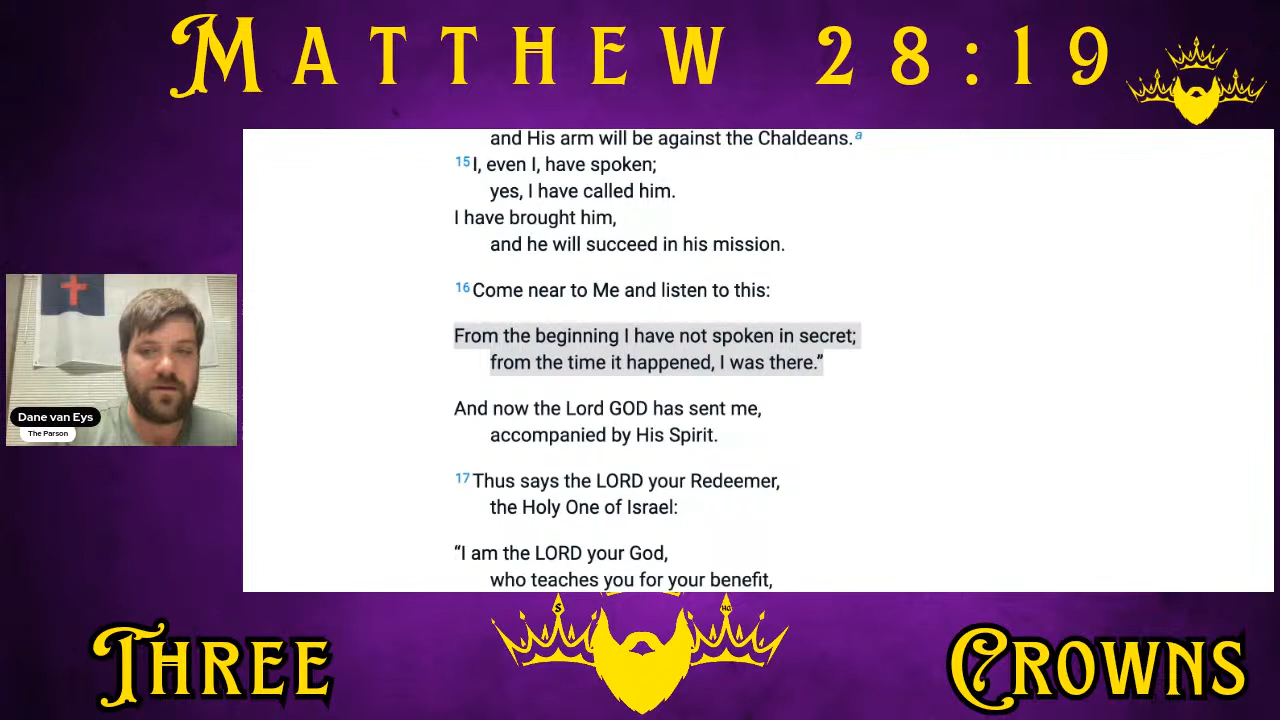 MATTHEW 28:19
and His arm will be against the Chaldeans.a
15 I, even I, have spoken;
yes, I have called him.
I have brought him,
and he will succeed in his mission.
16 Come near to Me and listen to this:
From the beginning I have not spoken in secret;
from the time it happened, I was there.”
And now the Lord GOD has sent me,
accompanied by His Spirit.
17 Thus says the LORD your Redeemer,
the Holy One of Israel:
“I am the LORD your God,
who teaches you for your benefit,
Dane van Eys
The Parson
S
HG
THREE
CROWNS